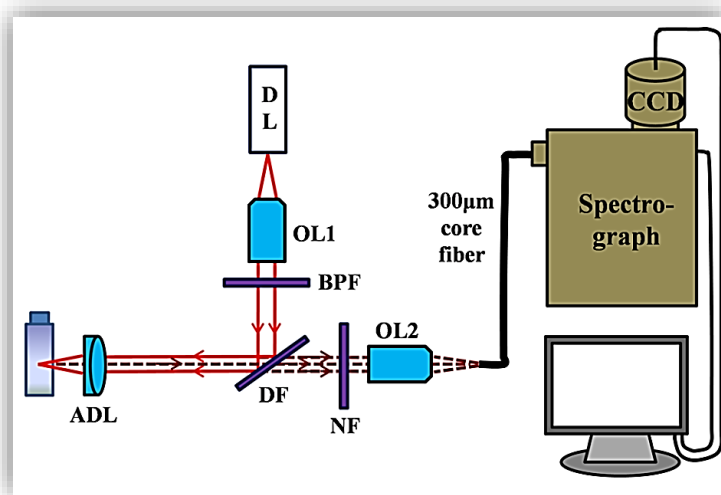 D
L
OL1
BPF
ADL
DF
NF
OL2
300µm
core
fiber
CCD
Spectro-
graph